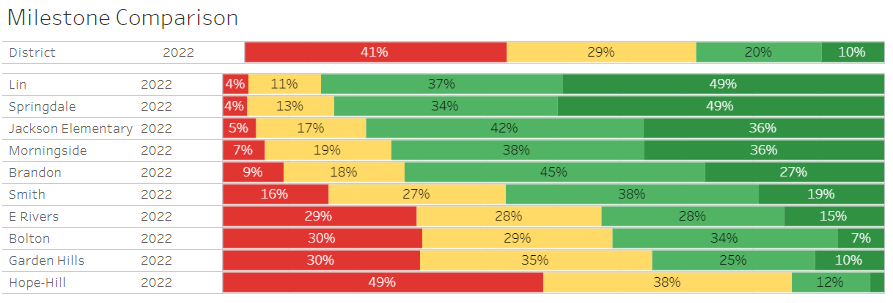 Milestone Comparison
District 2022 41% 29% 20% 10%
Lin 2022 4% 11% 37% 49%
Springdale 2022 4% 13% 34% 49%
Jackson Elementary 2022 5% 17% 42% 36%
Morningside 2022 7% 19% 38% 36%
Brandon 2022 9% 18% 45% 27%
Smith 2022 16% 27% 38% 19%
E Rivers 2022 29% 28% 28% 15%
Bolton 2022 30% 29% 34% 7%
Garden Hills 2022 30% 35% 25% 10%
Hope-Hill 2022 49% 38% 12%